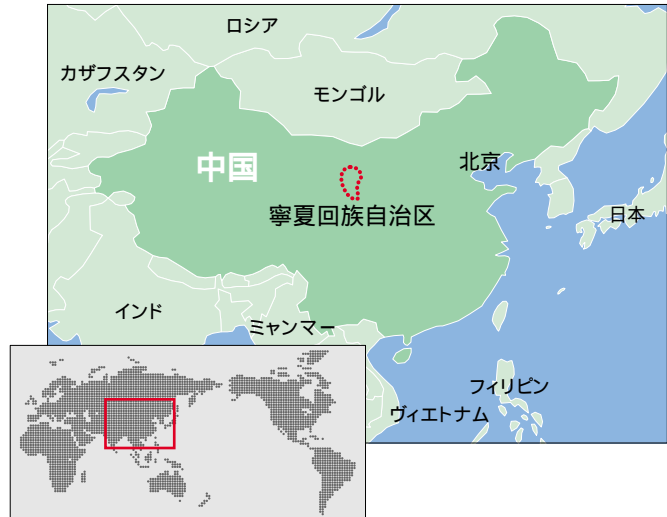 ロシア
カザフスタン
モンゴル
中国
北京
寧夏回族自治区
日本
インド
ミャンマー
フィリピン
ヴィエトナム